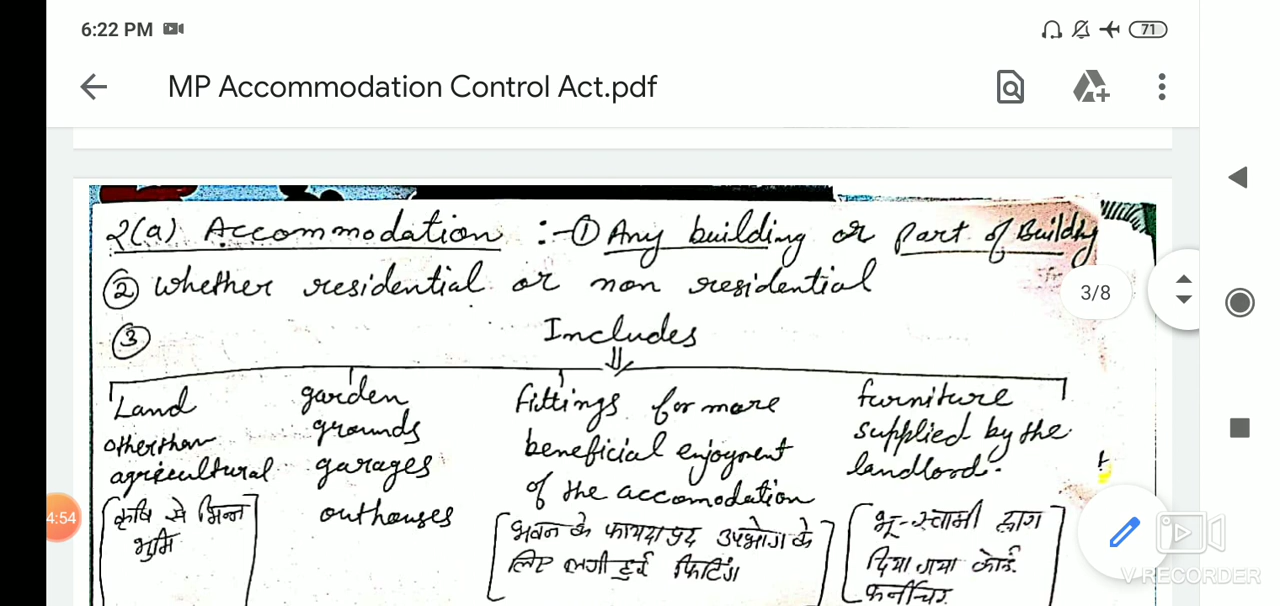 6:22 PM
71
MP Accommodation Control Act.pdf
2(a) Accommodation :- ① Any building or part of Buildng
② whether residential or non residential
3/8
③ Includes
Land
other than
agricultural
[कृषि से भिन्न
भूमि]
garden
grounds
garages
outhouses
fittings for more
beneficial enjoyment
of the accomodation
[भवन के फायदा प्रद उपभोग के
लिए लगी हुई फिटिंग]
furniture
supplied by the
landlord.
[भू-स्वामी द्वारा
दिया गया कोई
फर्नीचर]
4:54
V RECORDER